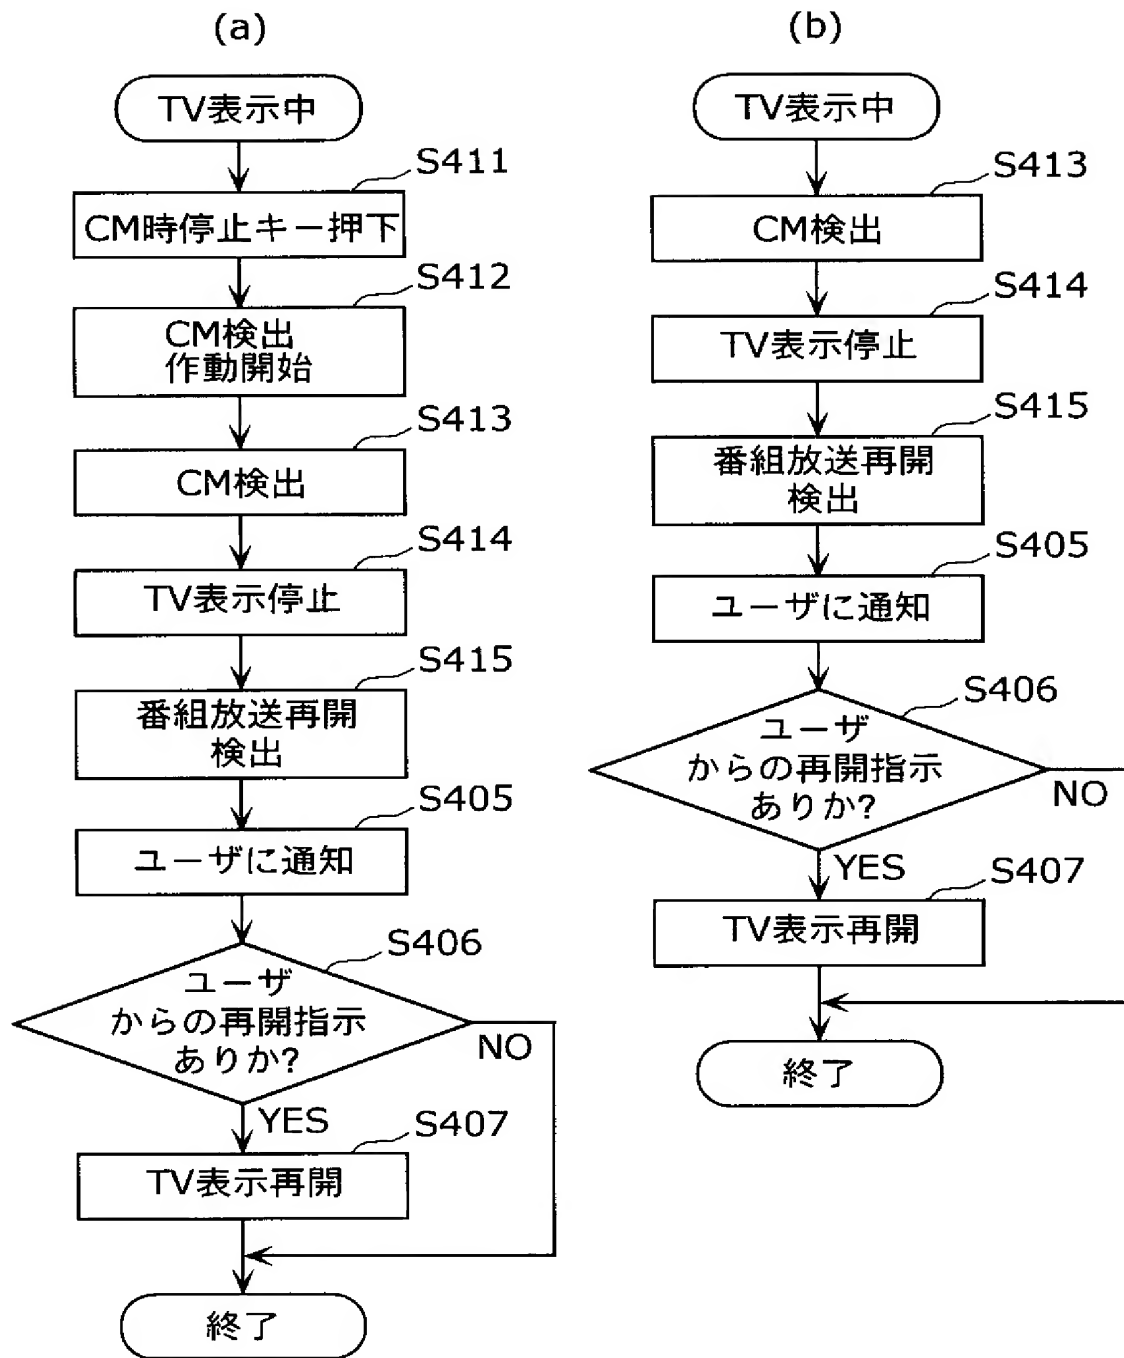 (a)
TV表示中
S411
CM時停止キー押下
S412
CM検出
作動開始
S413
CM検出
S414
TV表示停止
S415
番組放送再開
検出
S405
ユーザに通知
S406
ユーザ
からの再開指示
ありか?
NO
YES
S407
TV表示再開
終了
(b)
TV表示中
S413
CM検出
S414
TV表示停止
S415
番組放送再開
検出
S405
ユーザに通知
S406
ユーザ
からの再開指示
ありか?
NO
YES
S407
TV表示再開
終了